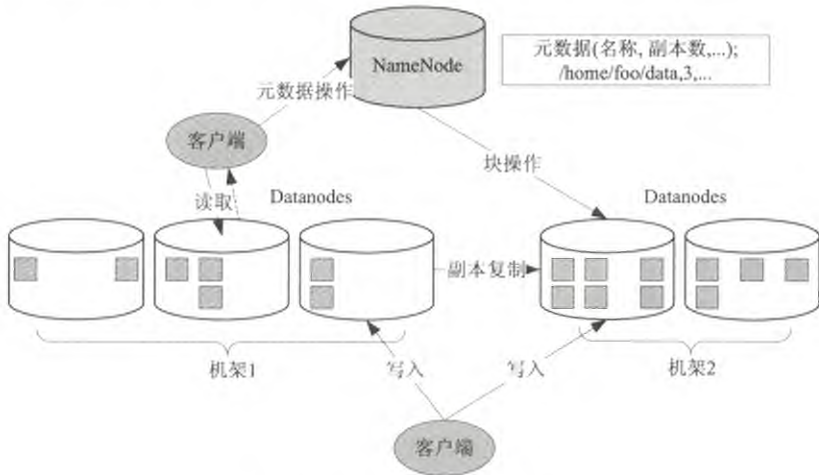 NameNode
元数据(名称, 副本数,...);
/home/foo/data,3,...
元数据操作
客户端
块操作
读取
Datanodes
Datanodes
副本复制
机架1
写入
写入
机架2
客户端